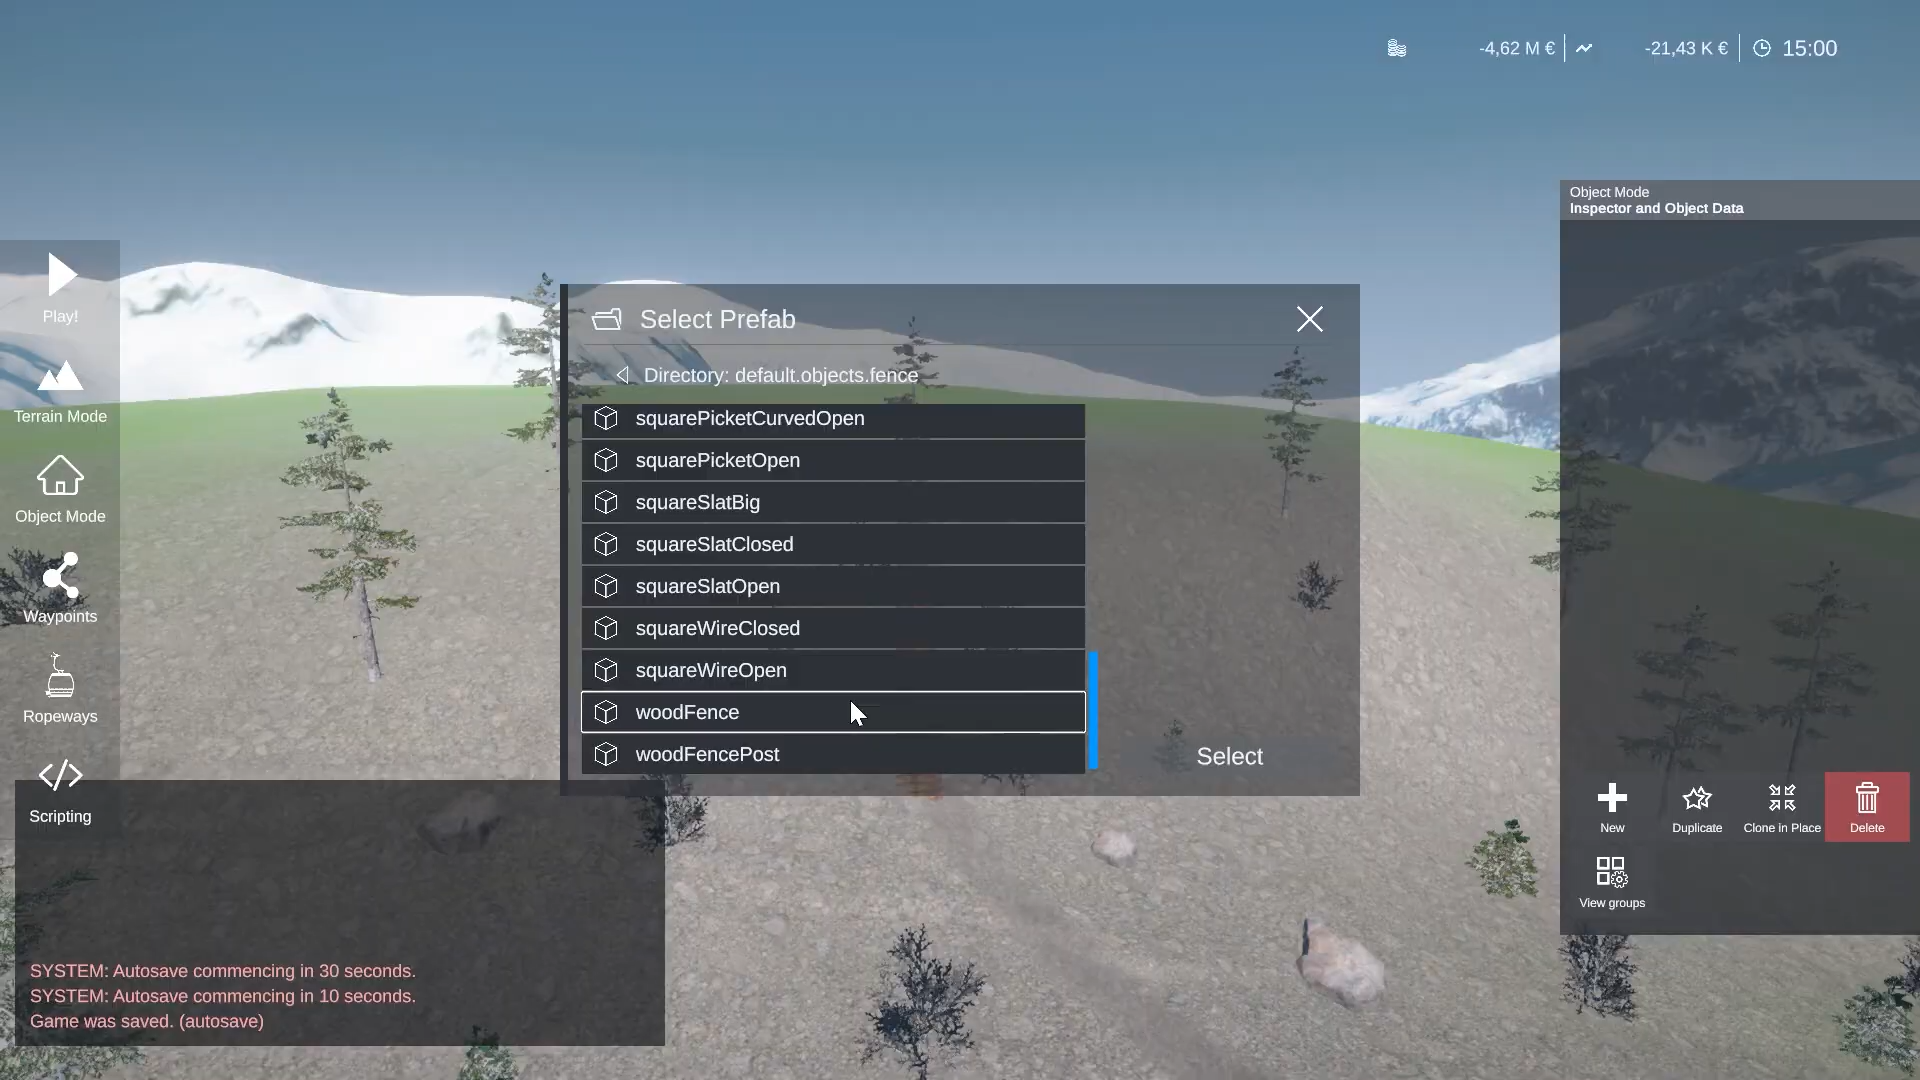 -4,62 M €
-21,43 K €
15:00
Object Mode
Inspector and Object Data
Play!
Terrain Mode
Object Mode
Waypoints
Ropeways
Scripting
Select Prefab
Directory: default.objects.fence
squarePicketCurvedOpen
squarePicketOpen
squareSlatBig
squareSlatClosed
squareSlatOpen
squareWireClosed
squareWireOpen
woodFence
woodFencePost
Select
New
Duplicate
Clone in Place
Delete
View groups
SYSTEM: Autosave commencing in 30 seconds.
SYSTEM: Autosave commencing in 10 seconds.
Game was saved. (autosave)